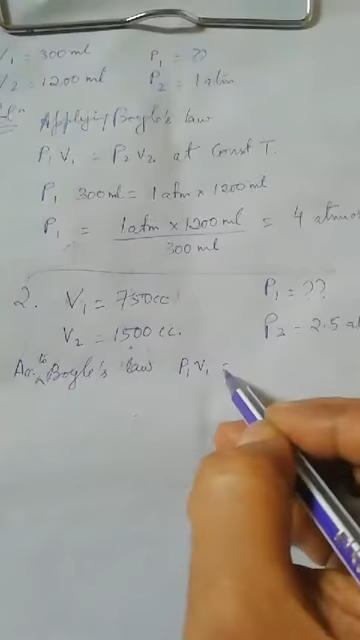 V₁ = 300 ml P₁ = ??
V₂ = 1200 ml P₂ = 1 atm
Solⁿ Applying Boyle's law
P₁ V₁ = P₂ V₂ at Const T.
P₁ 300 ml = 1 atm × 1200 ml
P₁ = 1 atm × 1200 ml / 300 ml = 4 atmos
2. V₁ = 750 cc P₁ = ??
V₂ = 1500 cc. P₂ = 2.5 at
Acc. to Boyle's law P₁ V₁ =